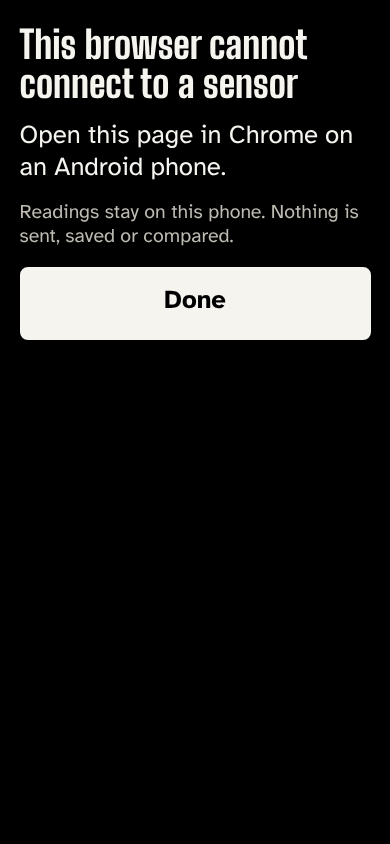 This browser cannot
connect to a sensor
Open this page in Chrome on
an Android phone.
Readings stay on this phone. Nothing is
sent, saved or compared.
Done